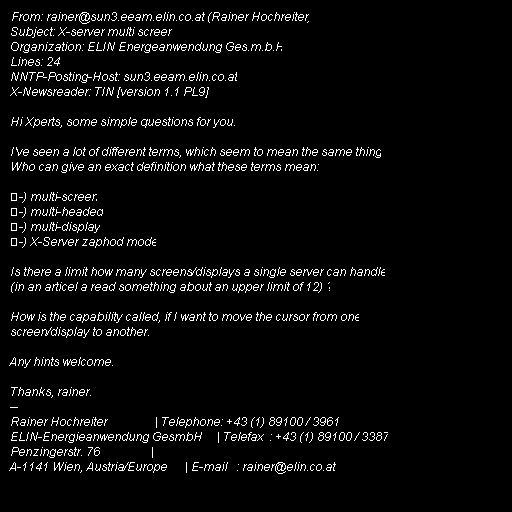 From: rainer@sun3.eeam.elin.co.at (Rainer Hochreiter)
Subject: X-server multi screen
Organization: ELIN Energeanwendung Ges.m.b.H.
Lines: 24
NNTP-Posting-Host: sun3.eeam.elin.co.at
X-Newsreader: TIN [version 1.1 PL9]
Hi Xperts, some simple questions for you.
I've seen a lot of different terms, which seem to mean the same thing
Who can give an exact definition what these terms mean:
-) multi-screen
-) multi-headed
-) multi-display
-) X-Server zaphod mode
Is there a limit how many screens/displays a single server can handle
(in an articel a read something about an upper limit of 12) ?
How is the capability called, if I want to move the cursor from one
screen/display to another.
Any hints welcome.
Thanks, rainer.
--
Rainer Hochreiter | Telephone: +43 (1) 89100 / 3961
ELIN-Energieanwendung GesmbH | Telefax : +43 (1) 89100 / 3387
Penzingerstr. 76 |
A-1141 Wien, Austria/Europe | E-mail : rainer@elin.co.at